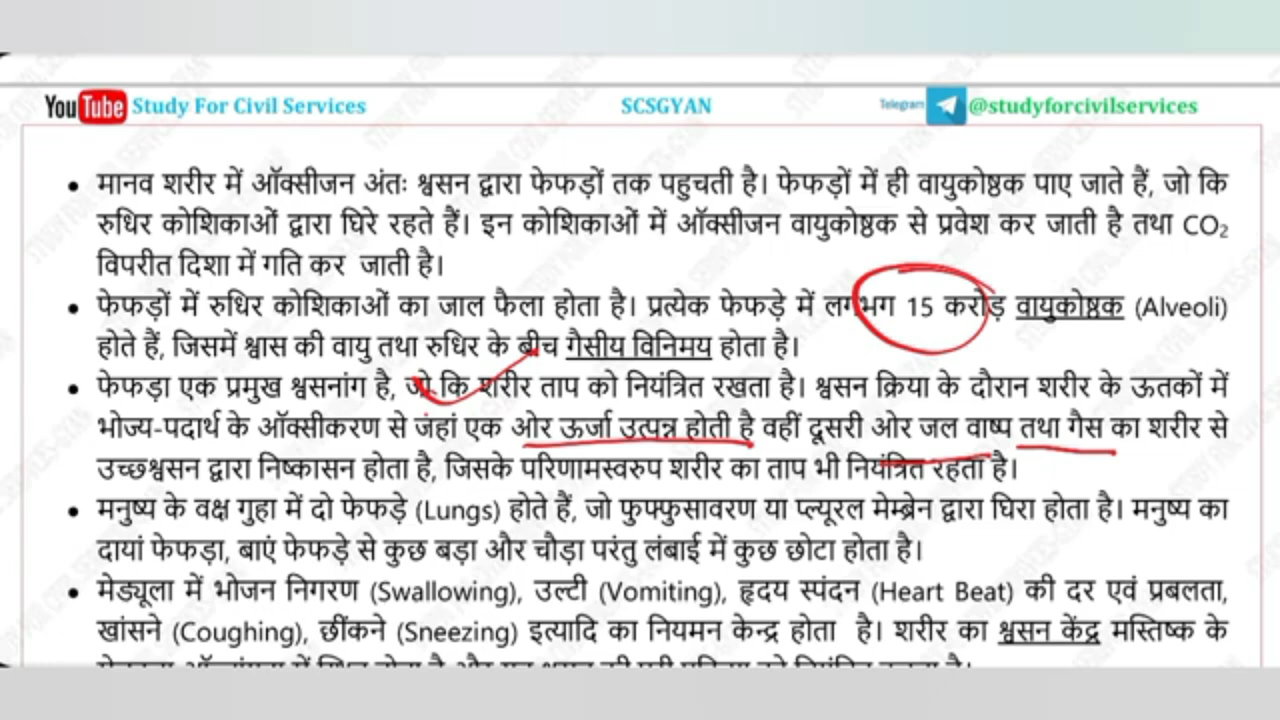 YouTube Study For Civil Services SCSGYAN Telegram @studyforcivilservices
• मानव शरीर में ऑक्सीजन अंतः श्वसन द्वारा फेफड़ों तक पहुचती है। फेफड़ों में ही वायुकोष्ठक पाए जाते हैं, जो कि
रुधिर कोशिकाओं द्वारा घिरे रहते हैं। इन कोशिकाओं में ऑक्सीजन वायुकोष्ठक से प्रवेश कर जाती है तथा CO₂
विपरीत दिशा में गति कर जाती है।
• फेफड़ों में रुधिर कोशिकाओं का जाल फैला होता है। प्रत्येक फेफड़े में लगभग 15 करोड़ वायुकोष्ठक (Alveoli)
होते हैं, जिसमें श्वास की वायु तथा रुधिर के बीच गैसीय विनिमय होता है।
• फेफड़ा एक प्रमुख श्वसनांग है, जो कि शरीर ताप को नियंत्रित रखता है। श्वसन क्रिया के दौरान शरीर के ऊतकों में
भोज्य-पदार्थ के ऑक्सीकरण से जंहां एक ओर ऊर्जा उत्पन्न होती है वहीं दूसरी ओर जल वाष्प तथा गैस का शरीर से
उच्छश्वसन द्वारा निष्कासन होता है, जिसके परिणामस्वरुप शरीर का ताप भी नियंत्रित रहता है।
• मनुष्य के वक्ष गुहा में दो फेफड़े (Lungs) होते हैं, जो फुफ्फुसावरण या प्ल्यूरल मेम्ब्रेन द्वारा घिरा होता है। मनुष्य का
दायां फेफड़ा, बाएं फेफड़े से कुछ बड़ा और चौड़ा परंतु लंबाई में कुछ छोटा होता है।
• मेड्यूला में भोजन निगरण (Swallowing), उल्टी (Vomiting), हृदय स्पंदन (Heart Beat) की दर एवं प्रबलता,
खांसने (Coughing), छींकने (Sneezing) इत्यादि का नियमन केन्द्र होता है। शरीर का श्वसन केंद्र मस्तिष्क के